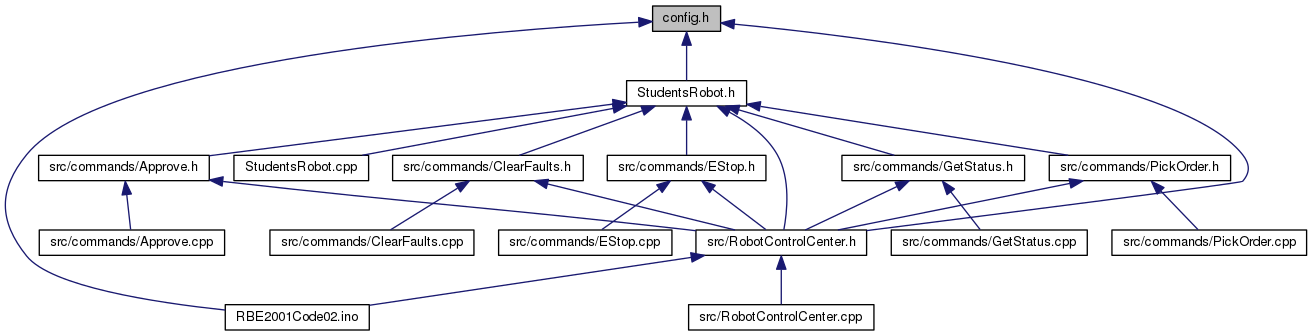 config.h
StudentsRobot.h
src/commands/Approve.h
StudentsRobot.cpp
src/commands/ClearFaults.h
src/commands/EStop.h
src/commands/GetStatus.h
src/commands/PickOrder.h
src/commands/Approve.cpp
src/commands/ClearFaults.cpp
src/commands/EStop.cpp
src/RobotControlCenter.h
src/commands/GetStatus.cpp
src/commands/PickOrder.cpp
RBE2001Code02.ino
src/RobotControlCenter.cpp